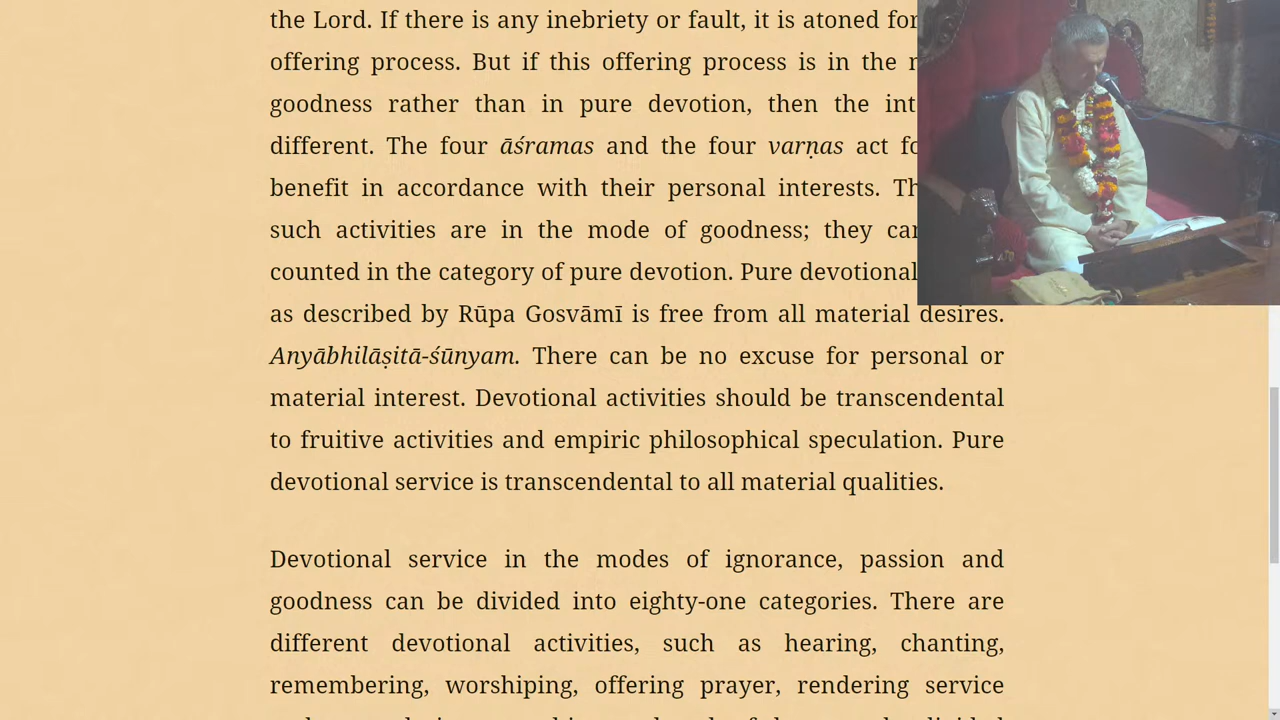 the Lord. If there is any inebriety or fault, it is atoned for
offering process. But if this offering process is in the
goodness rather than in pure devotion, then the
different. The four āśramas and the four varṇas act
benefit in accordance with their personal interests.
such activities are in the mode of goodness; they
counted in the category of pure devotion. Pure devotional
as described by Rūpa Gosvāmī is free from all material desires.
Anyābhilāṣitā-śūnyam. There can be no excuse for personal or
material interest. Devotional activities should be transcendental
to fruitive activities and empiric philosophical speculation. Pure
devotional service is transcendental to all material qualities.
Devotional service in the modes of ignorance, passion and
goodness can be divided into eighty-one categories. There are
different devotional activities, such as hearing, chanting,
remembering, worshiping, offering prayer, rendering service